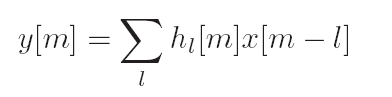 y[m] = ∑_l h_l[m]x[m − l]